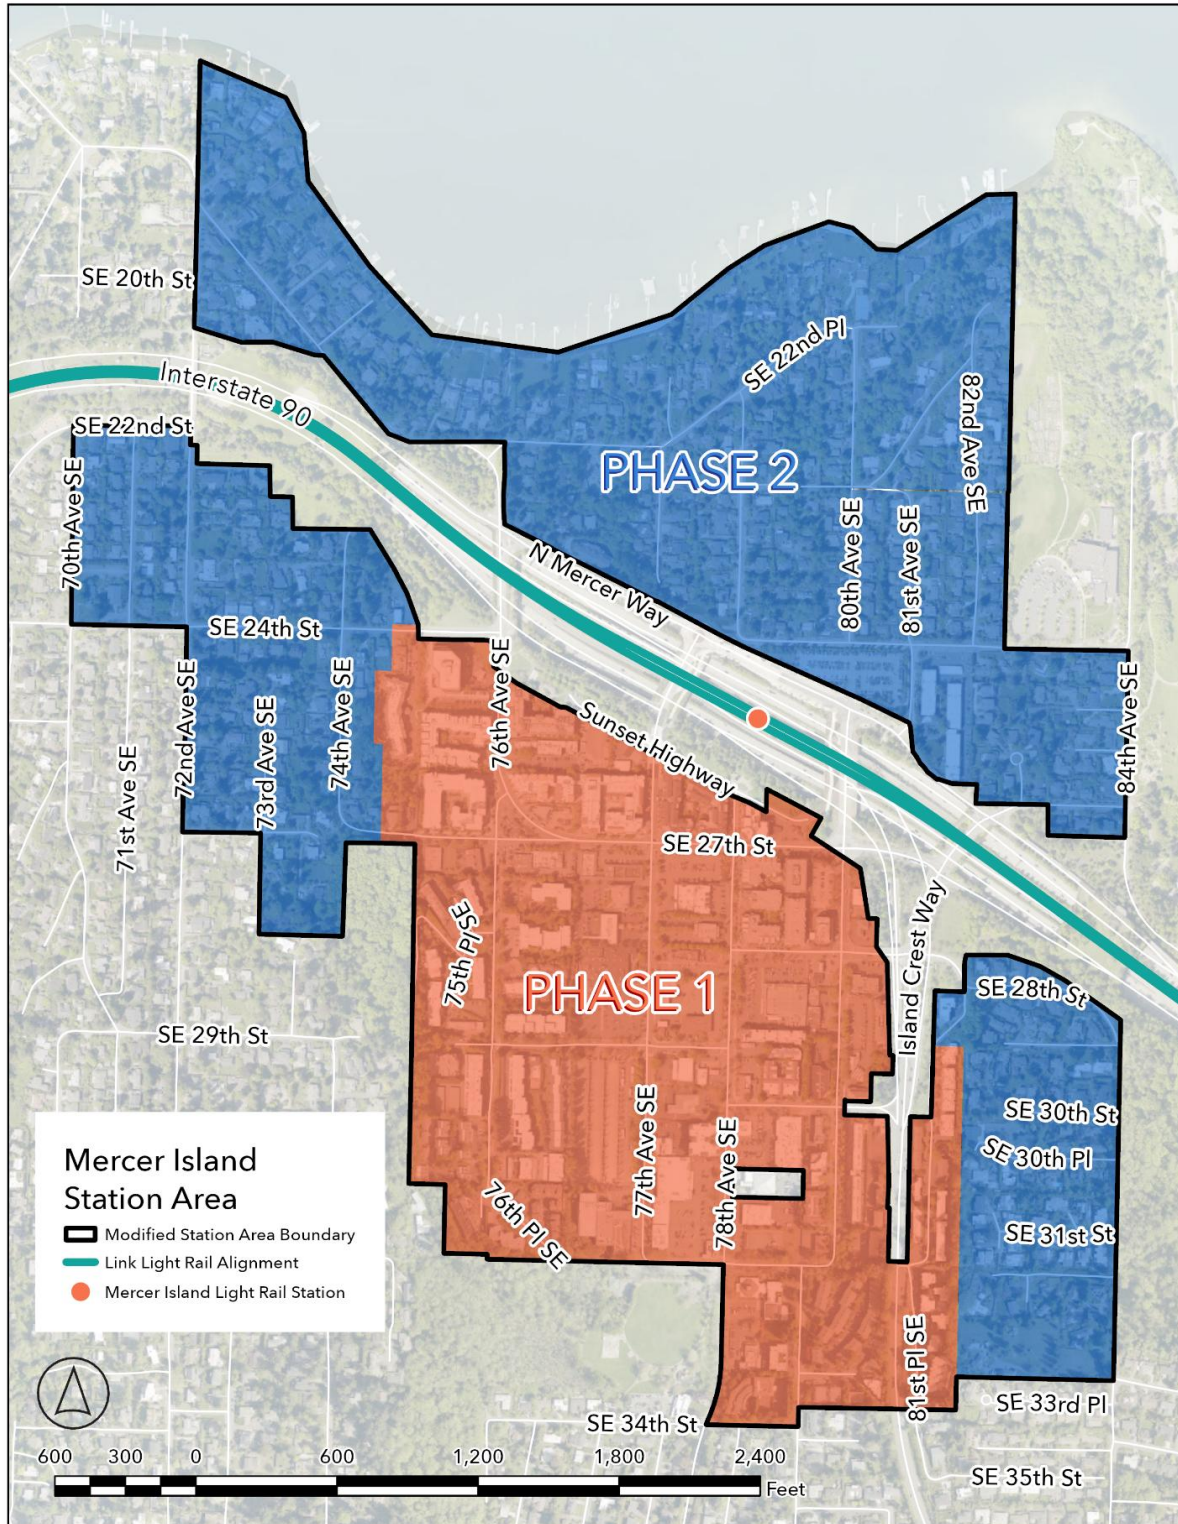 SE 20th St
Interstate 90
SE 22nd Pl
SE 22nd St
82nd Ave SE
PHASE 2
70th Ave SE
80th Ave SE
81st Ave SE
N Mercer Way
SE 24th St
76th Ave SE
72nd Ave SE
74th Ave SE
73rd Ave SE
84th Ave SE
Sunset Highway
71st Ave SE
SE 27th St
Island Crest Way
75th Pl SE
PHASE 1
SE 28th St
SE 29th St
77th Ave SE
SE 30th St
78th Ave SE
SE 30th Pl
76th Pl SE
SE 31st St
Mercer Island
Station Area
Modified Station Area Boundary
Link Light Rail Alignment
Mercer Island Light Rail Station
81st Pl SE
SE 33rd Pl
SE 34th St
600 300 0 600 1,200 1,800 2,400
Feet
SE 35th St